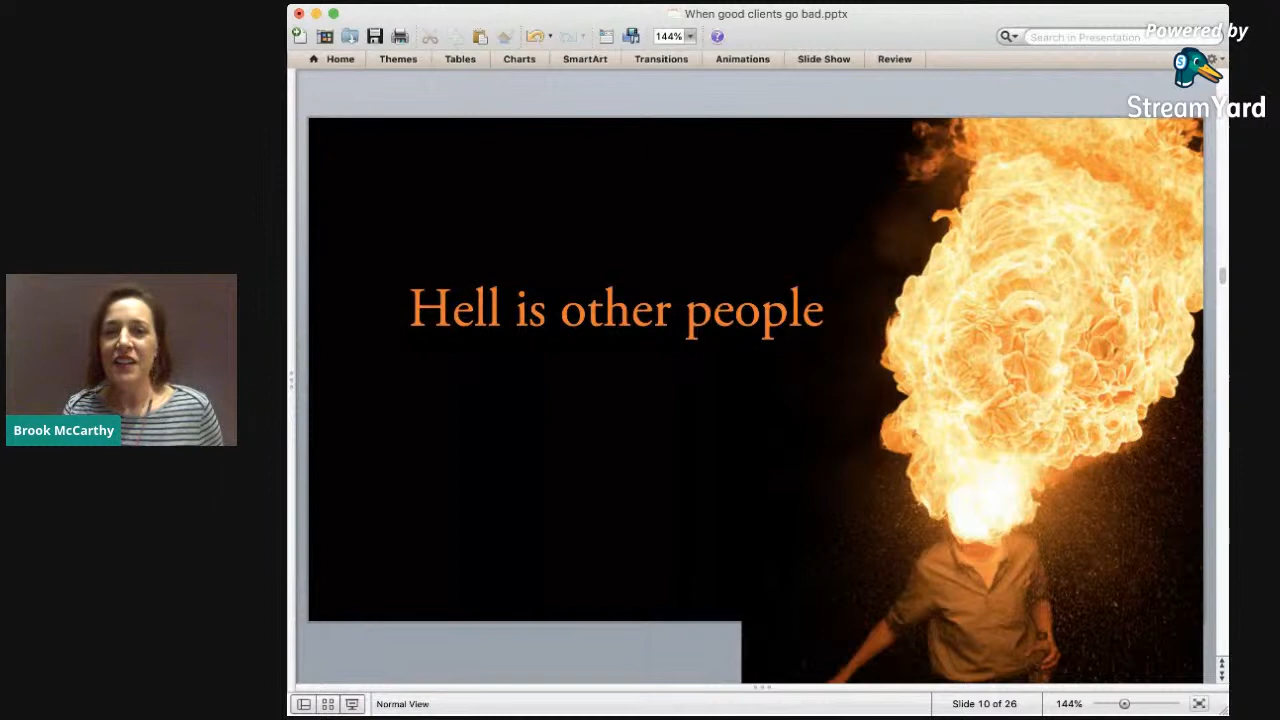 When good clients go bad.pptx
144%
Search in Presentation
Powered by
S
StreamYard
Home
Themes
Tables
Charts
SmartArt
Transitions
Animations
Slide Show
Review
Hell is other people
Brook McCarthy
Normal View
Slide 10 of 26
144%